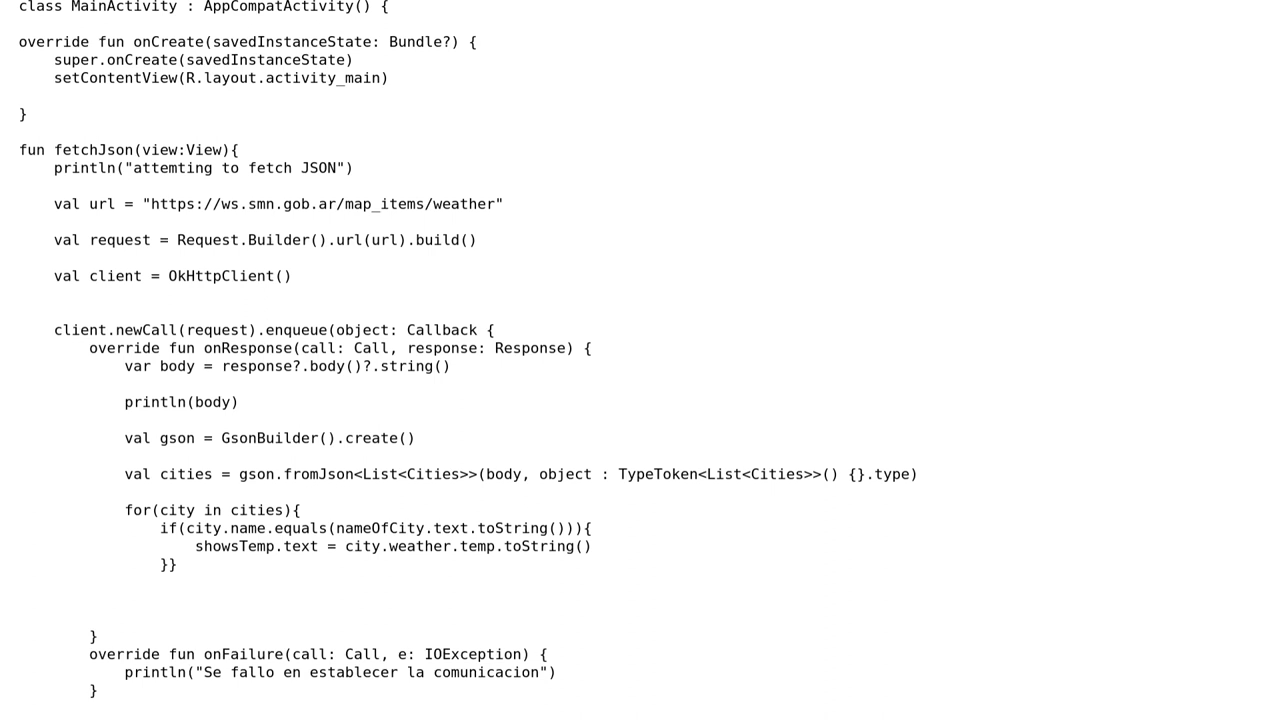 class MainActivity : AppCompatActivity() {
override fun onCreate(savedInstanceState: Bundle?) {
    super.onCreate(savedInstanceState)
    setContentView(R.layout.activity_main)
}
fun fetchJson(view:View){
    println("attemting to fetch JSON")
    val url = "https://ws.smn.gob.ar/map_items/weather"
    val request = Request.Builder().url(url).build()
    val client = OkHttpClient()
    client.newCall(request).enqueue(object: Callback {
        override fun onResponse(call: Call, response: Response) {
            var body = response?.body()?.string()
            println(body)
            val gson = GsonBuilder().create()
            val cities = gson.fromJson<List<Cities>>(body, object : TypeToken<List<Cities>>() {}.type)
            for(city in cities){
                if(city.name.equals(nameOfCity.text.toString())){
                    showsTemp.text = city.weather.temp.toString()
                }}
        }
        override fun onFailure(call: Call, e: IOException) {
            println("Se fallo en establecer la comunicacion")
        }